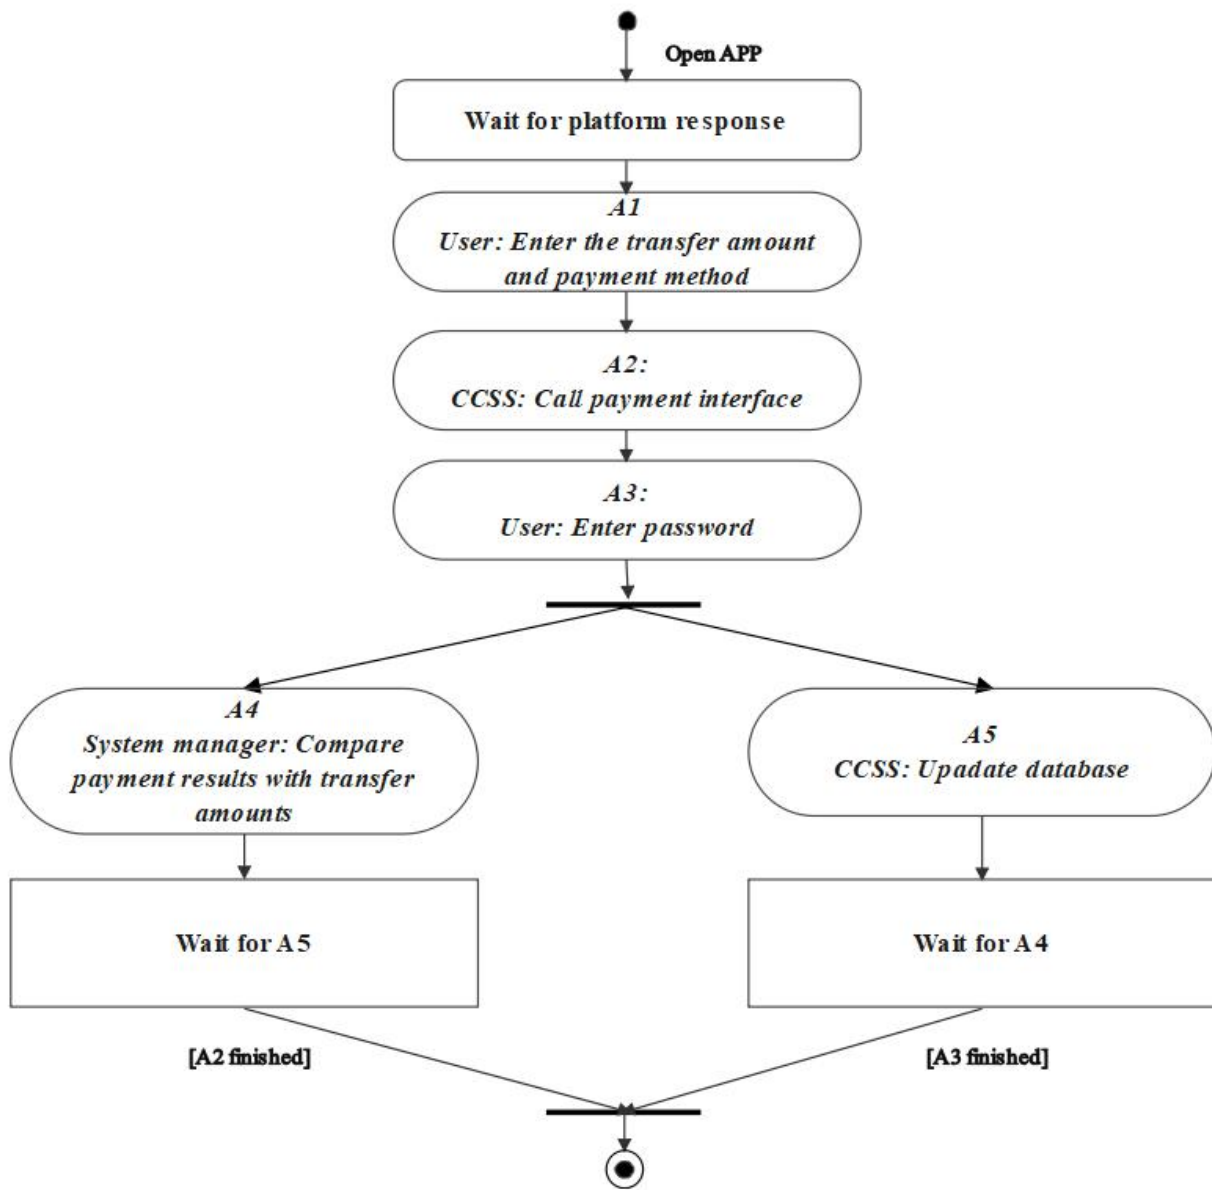 Open APP
Wait for platform response
A1
User: Enter the transfer amount
and payment method
A2:
CCSS: Call payment interface
A3:
User: Enter password
A4
System manager: Compare
payment results with transfer
amounts
A5
CCSS: Upadate database
Wait for A5
Wait for A4
[A2 finished]
[A3 finished]